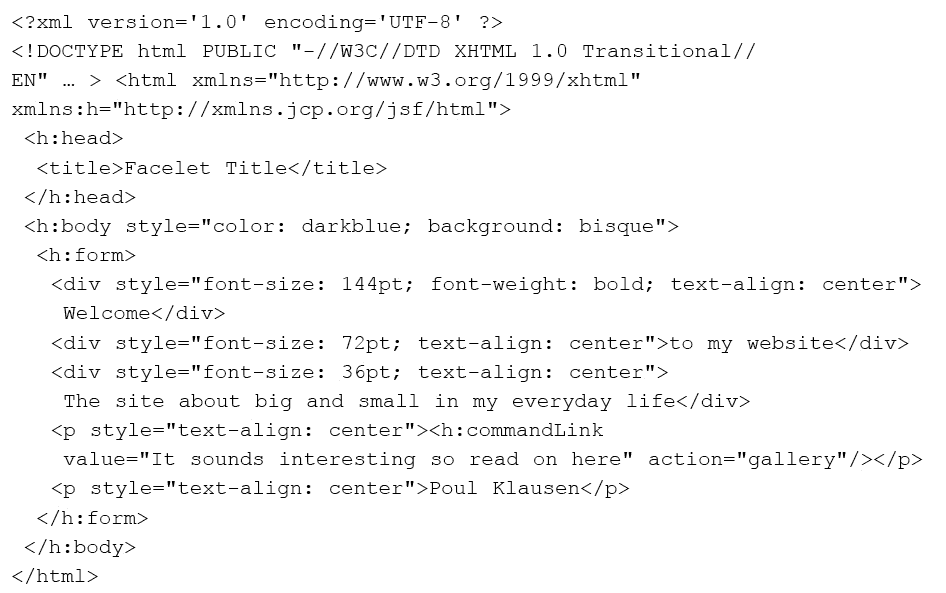 <?xml version='1.0' encoding='UTF-8' ?>
<!DOCTYPE html PUBLIC "-//W3C//DTD XHTML 1.0 Transitional//
EN" … > <html xmlns="http://www.w3.org/1999/xhtml"
xmlns:h="http://xmlns.jcp.org/jsf/html">
 <h:head>
  <title>Facelet Title</title>
 </h:head>
 <h:body style="color: darkblue; background: bisque">
  <h:form>
   <div style="font-size: 144pt; font-weight: bold; text-align: center">
    Welcome</div>
   <div style="font-size: 72pt; text-align: center">to my website</div>
   <div style="font-size: 36pt; text-align: center">
    The site about big and small in my everyday life</div>
   <p style="text-align: center"><h:commandLink
    value="It sounds interesting so read on here" action="gallery"/></p>
   <p style="text-align: center">Poul Klausen</p>
  </h:form>
 </h:body>
</html>